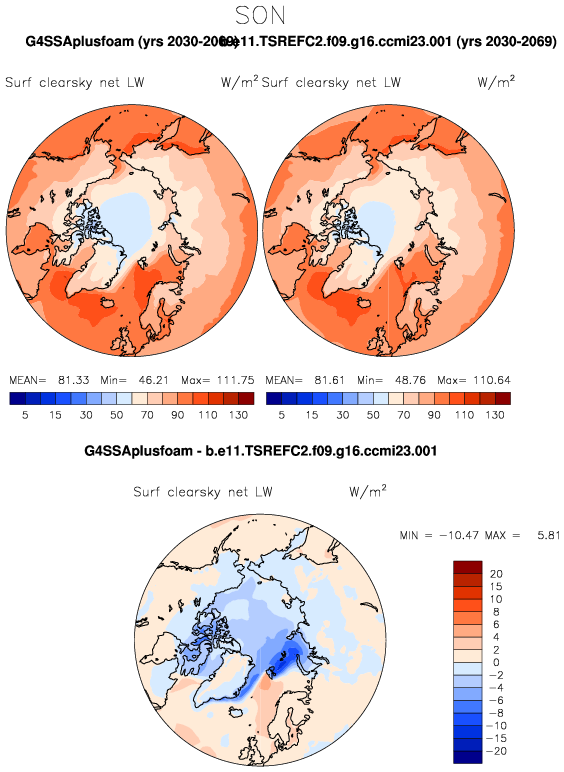 SON
G4SSAplusfoam (yrs 2030-2069) b.e11.TSREFC2.f09.g16.ccmi23.001 (yrs 2030-2069)
Surf clearsky net LW W/m² Surf clearsky net LW W/m²
MEAN= 81.33 Min= 46.21 Max= 111.75 MEAN= 81.61 Min= 48.76 Max= 110.64
5 15 30 50 70 90 110 130 5 15 30 50 70 90 110 130
G4SSAplusfoam - b.e11.TSREFC2.f09.g16.ccmi23.001
Surf clearsky net LW W/m²
MIN = -10.47 MAX = 5.81
20
15
10
8
6
4
2
0
-2
-4
-6
-8
-10
-15
-20